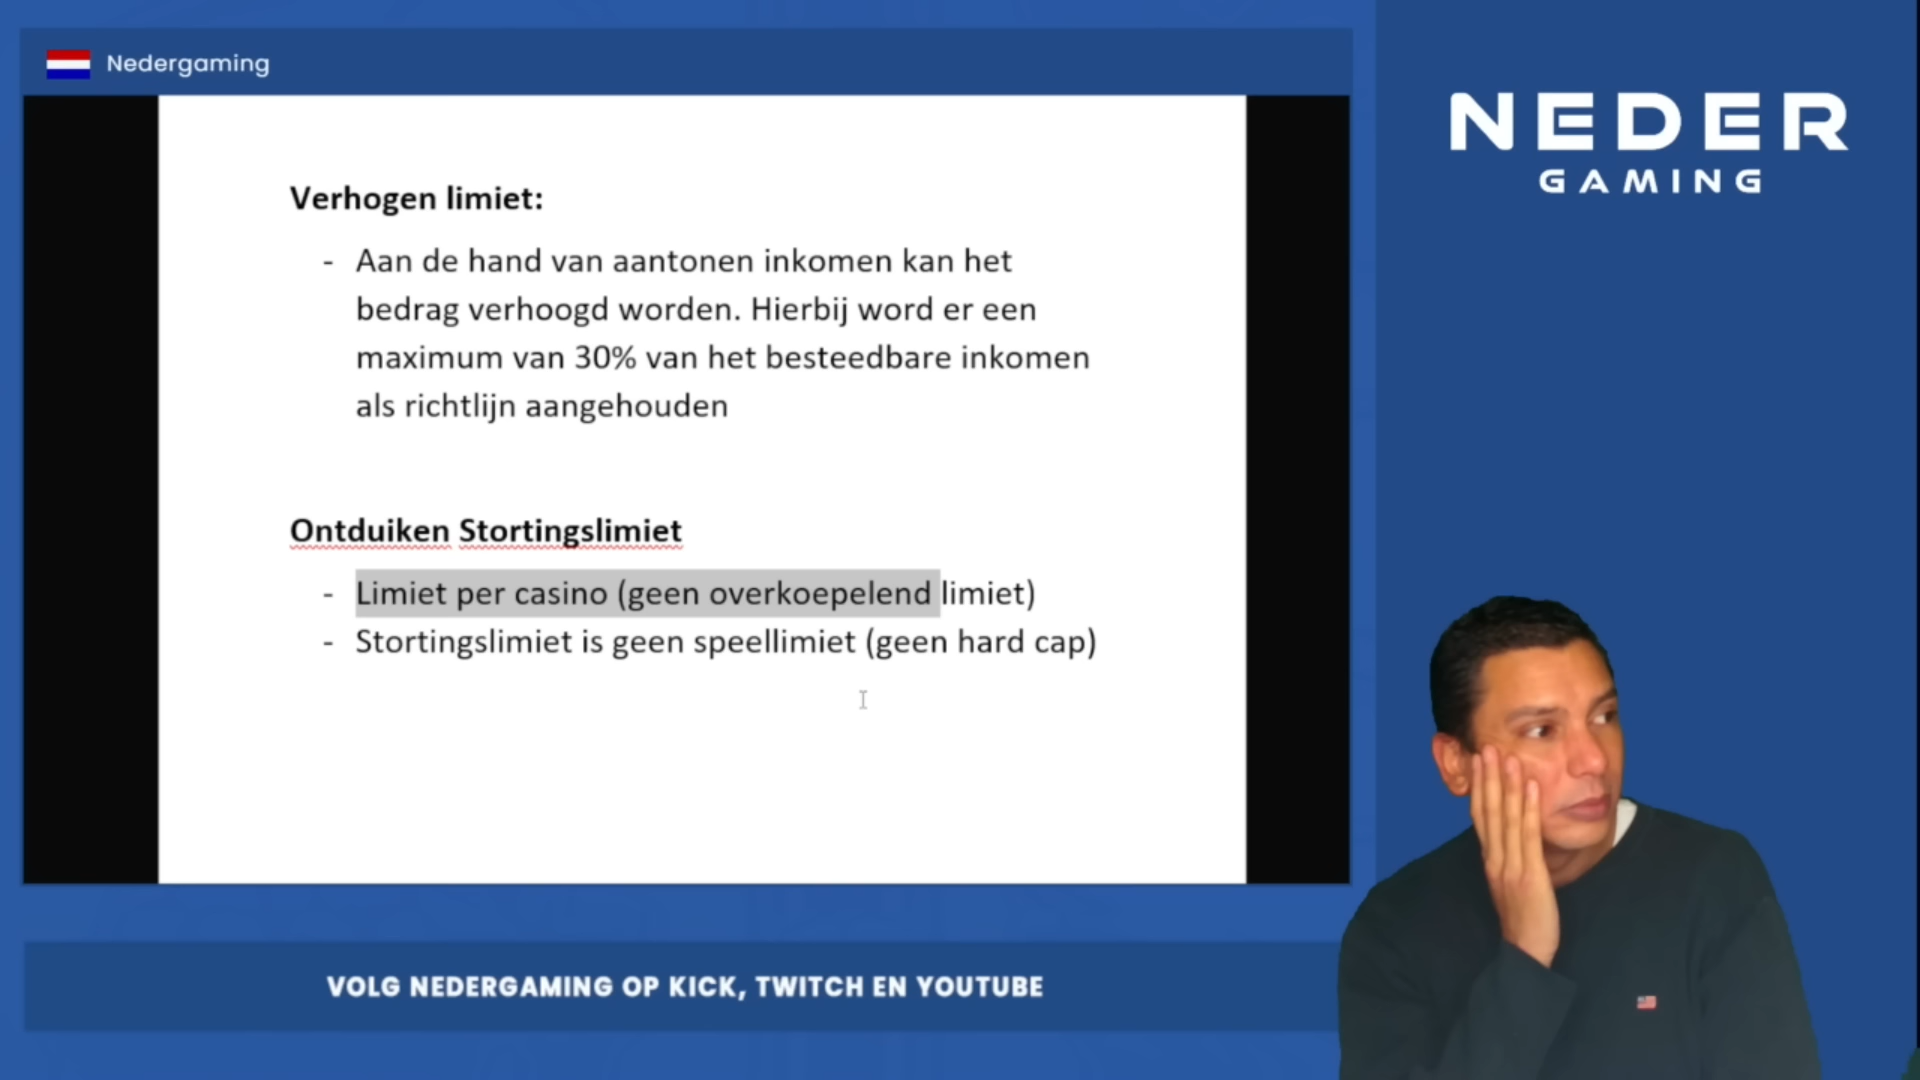 Nedergaming
NEDER
GAMING
Verhogen limiet:
- Aan de hand van aantonen inkomen kan het
bedrag verhoogd worden. Hierbij word er een
maximum van 30% van het besteedbare inkomen
als richtlijn aangehouden
Ontduiken Stortingslimiet
- Limiet per casino (geen overkoepelend limiet)
- Stortingslimiet is geen speellimiet (geen hard cap)
VOLG NEDERGAMING OP KICK, TWITCH EN YOUTUBE